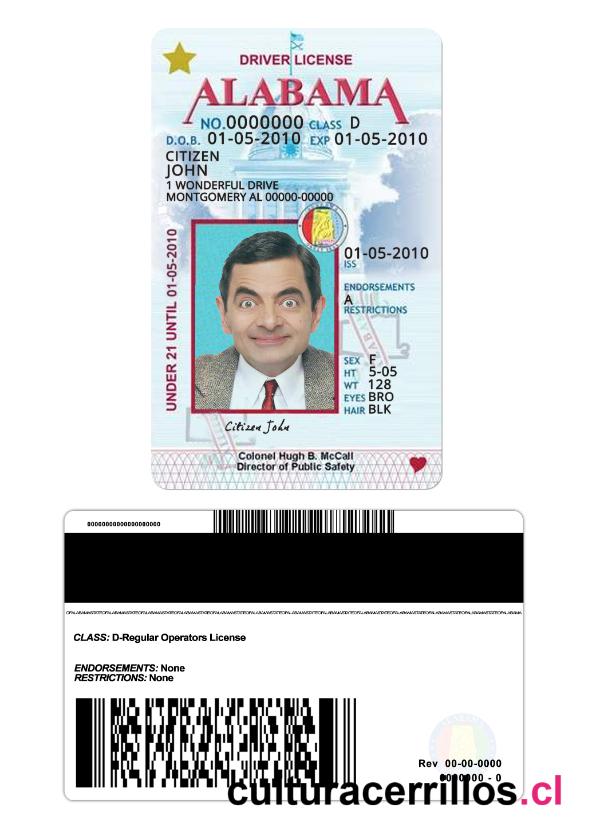 DRIVER LICENSE
ALABAMA
NO.0000000 CLASS D
D.O.B. 01-05-2010 EXP 01-05-2010
CITIZEN
JOHN
1 WONDERFUL DRIVE
MONTGOMERY AL 00000-00000
UNDER 21 UNTIL 01-05-2010
01-05-2010
ISS
ENDORSEMENTS
A
RESTRICTIONS
SEX F
HT 5-05
WT 128
EYES BRO
HAIR BLK
Citizen John
Colonel Hugh B. McCall
Director of Public Safety
00000000000000000000
CLASS: D-Regular Operators License
ENDORSEMENTS: None
RESTRICTIONS: None
Rev 00-00-0000
0000000 - 0
culturacerrillos.cl